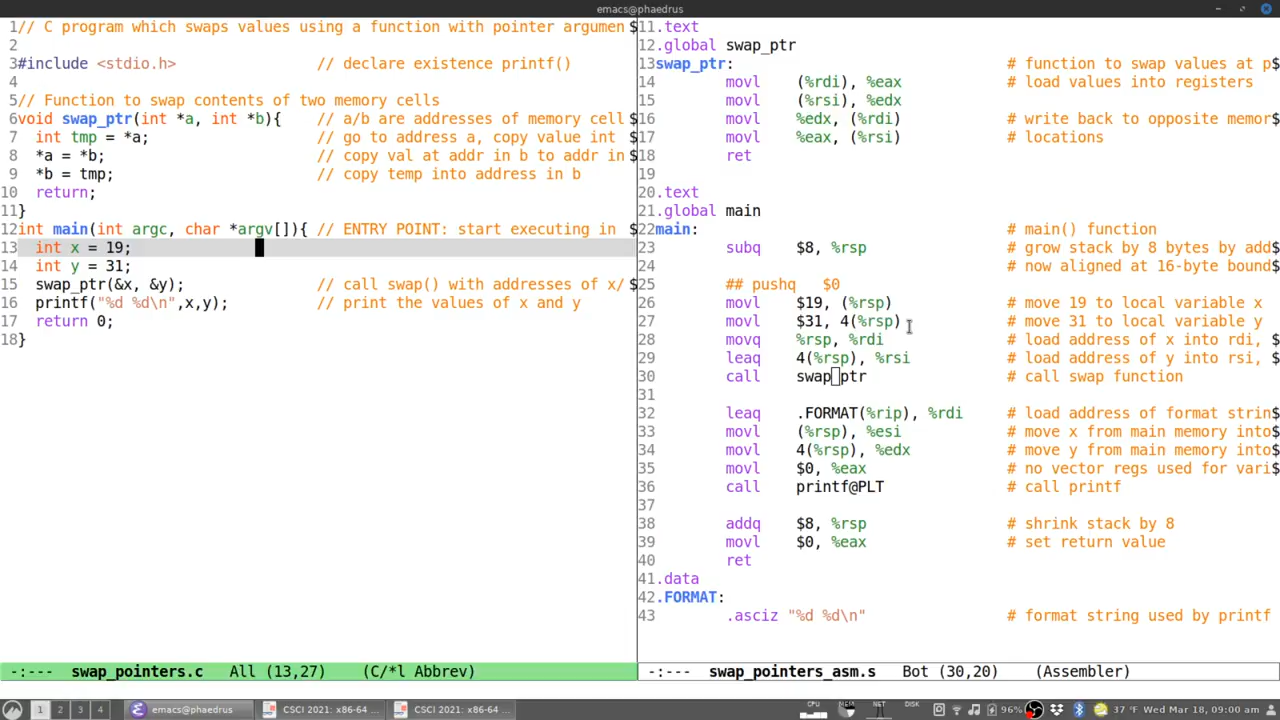 emacs@phaedrus
1// C program which swaps values using a function with pointer argumen$
2
3#include <stdio.h> // declare existence printf()
4
5// Function to swap contents of two memory cells
6void swap_ptr(int *a, int *b){ // a/b are addresses of memory cell$
7 int tmp = *a; // go to address a, copy value int $
8 *a = *b; // copy val at addr in b to addr in$
9 *b = tmp; // copy temp into address in b
10 return;
11}
12int main(int argc, char *argv[]){ // ENTRY POINT: start executing in $
13 int x = 19;
14 int y = 31;
15 swap_ptr(&x, &y); // call swap() with addresses of x/$
16 printf("%d %d\n",x,y); // print the values of x and y
17 return 0;
18}
-:--- swap_pointers.c All (13,27) (C/*l Abbrev)
11.text
12.global swap_ptr
13swap_ptr: # function to swap values at p$
14 movl (%rdi), %eax # load values into registers
15 movl (%rsi), %edx
16 movl %edx, (%rdi) # write back to opposite memor$
17 movl %eax, (%rsi) # locations
18 ret
19
20.text
21.global main
22main: # main() function
23 subq $8, %rsp # grow stack by 8 bytes by add$
24 # now aligned at 16-byte bound$
25 ## pushq $0
26 movl $19, (%rsp) # move 19 to local variable x
27 movl $31, 4(%rsp) # move 31 to local variable y
28 movq %rsp, %rdi # load address of x into rdi, $
29 leaq 4(%rsp), %rsi # load address of y into rsi, $
30 call swap_ptr # call swap function
31
32 leaq .FORMAT(%rip), %rdi # load address of format strin$
33 movl (%rsp), %esi # move x from main memory into$
34 movl 4(%rsp), %edx # move y from main memory into$
35 movl $0, %eax # no vector regs used for vari$
36 call printf@PLT # call printf
37
38 addq $8, %rsp # shrink stack by 8
39 movl $0, %eax # set return value
40 ret
41.data
42.FORMAT:
43 .asciz "%d %d\n" # format string used by printf
-:--- swap_pointers_asm.s Bot (30,20) (Assembler)
1 2 3 4 emacs@phaedrus CSCI 2021: x86-64 ... CSCI 2021: x86-64 ... CPU MEM NET DISK 96% 37 °F Wed Mar 18, 09:00 am